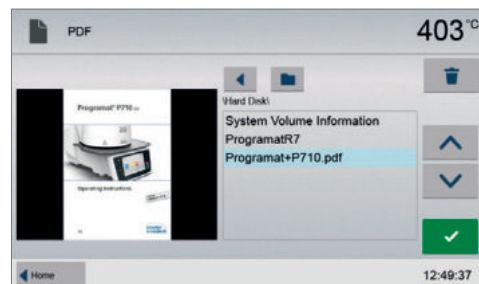 PDF
403 °C
\Hard Disk\
System Volume Information
ProgramatR7
Programat+P710.pdf
Programat® P710
Operating Instructions
Home
12:49:37